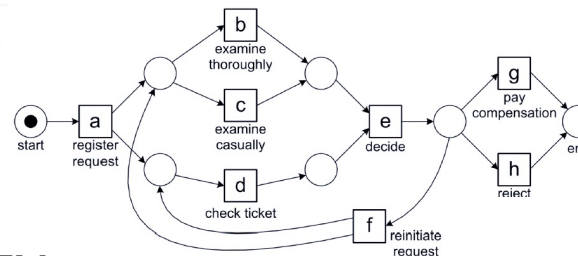 b
examine
thoroughly
c
examine
casually
d
check ticket
start
a
register
request
e
decide
g
pay
compensation
h
reject
f
reinitiate
request